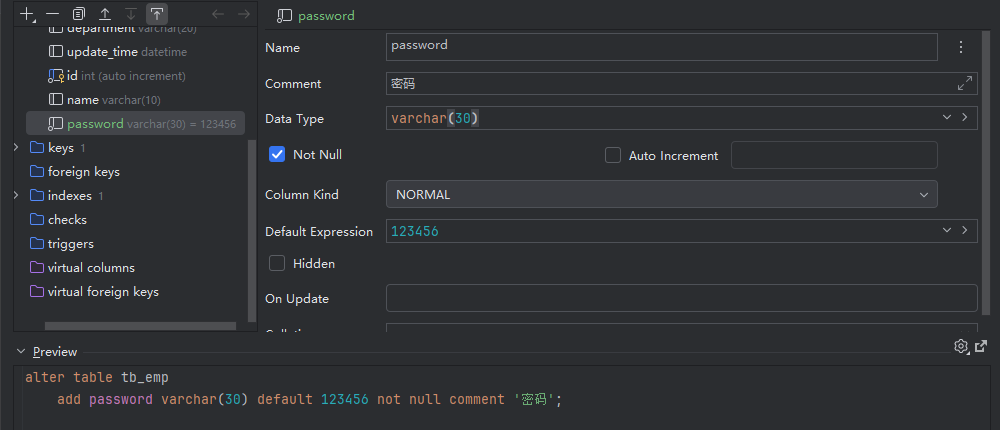 password
department varchar(20)
update_time datetime
id int (auto increment)
name varchar(10)
password varchar(30) = 123456
keys 1
foreign keys
indexes 1
checks
triggers
virtual columns
virtual foreign keys
Name password
Comment 密码
Data Type varchar(30)
Not Null Auto Increment
Column Kind NORMAL
Default Expression 123456
Hidden
On Update
Preview
alter table tb_emp
add password varchar(30) default 123456 not null comment '密码';